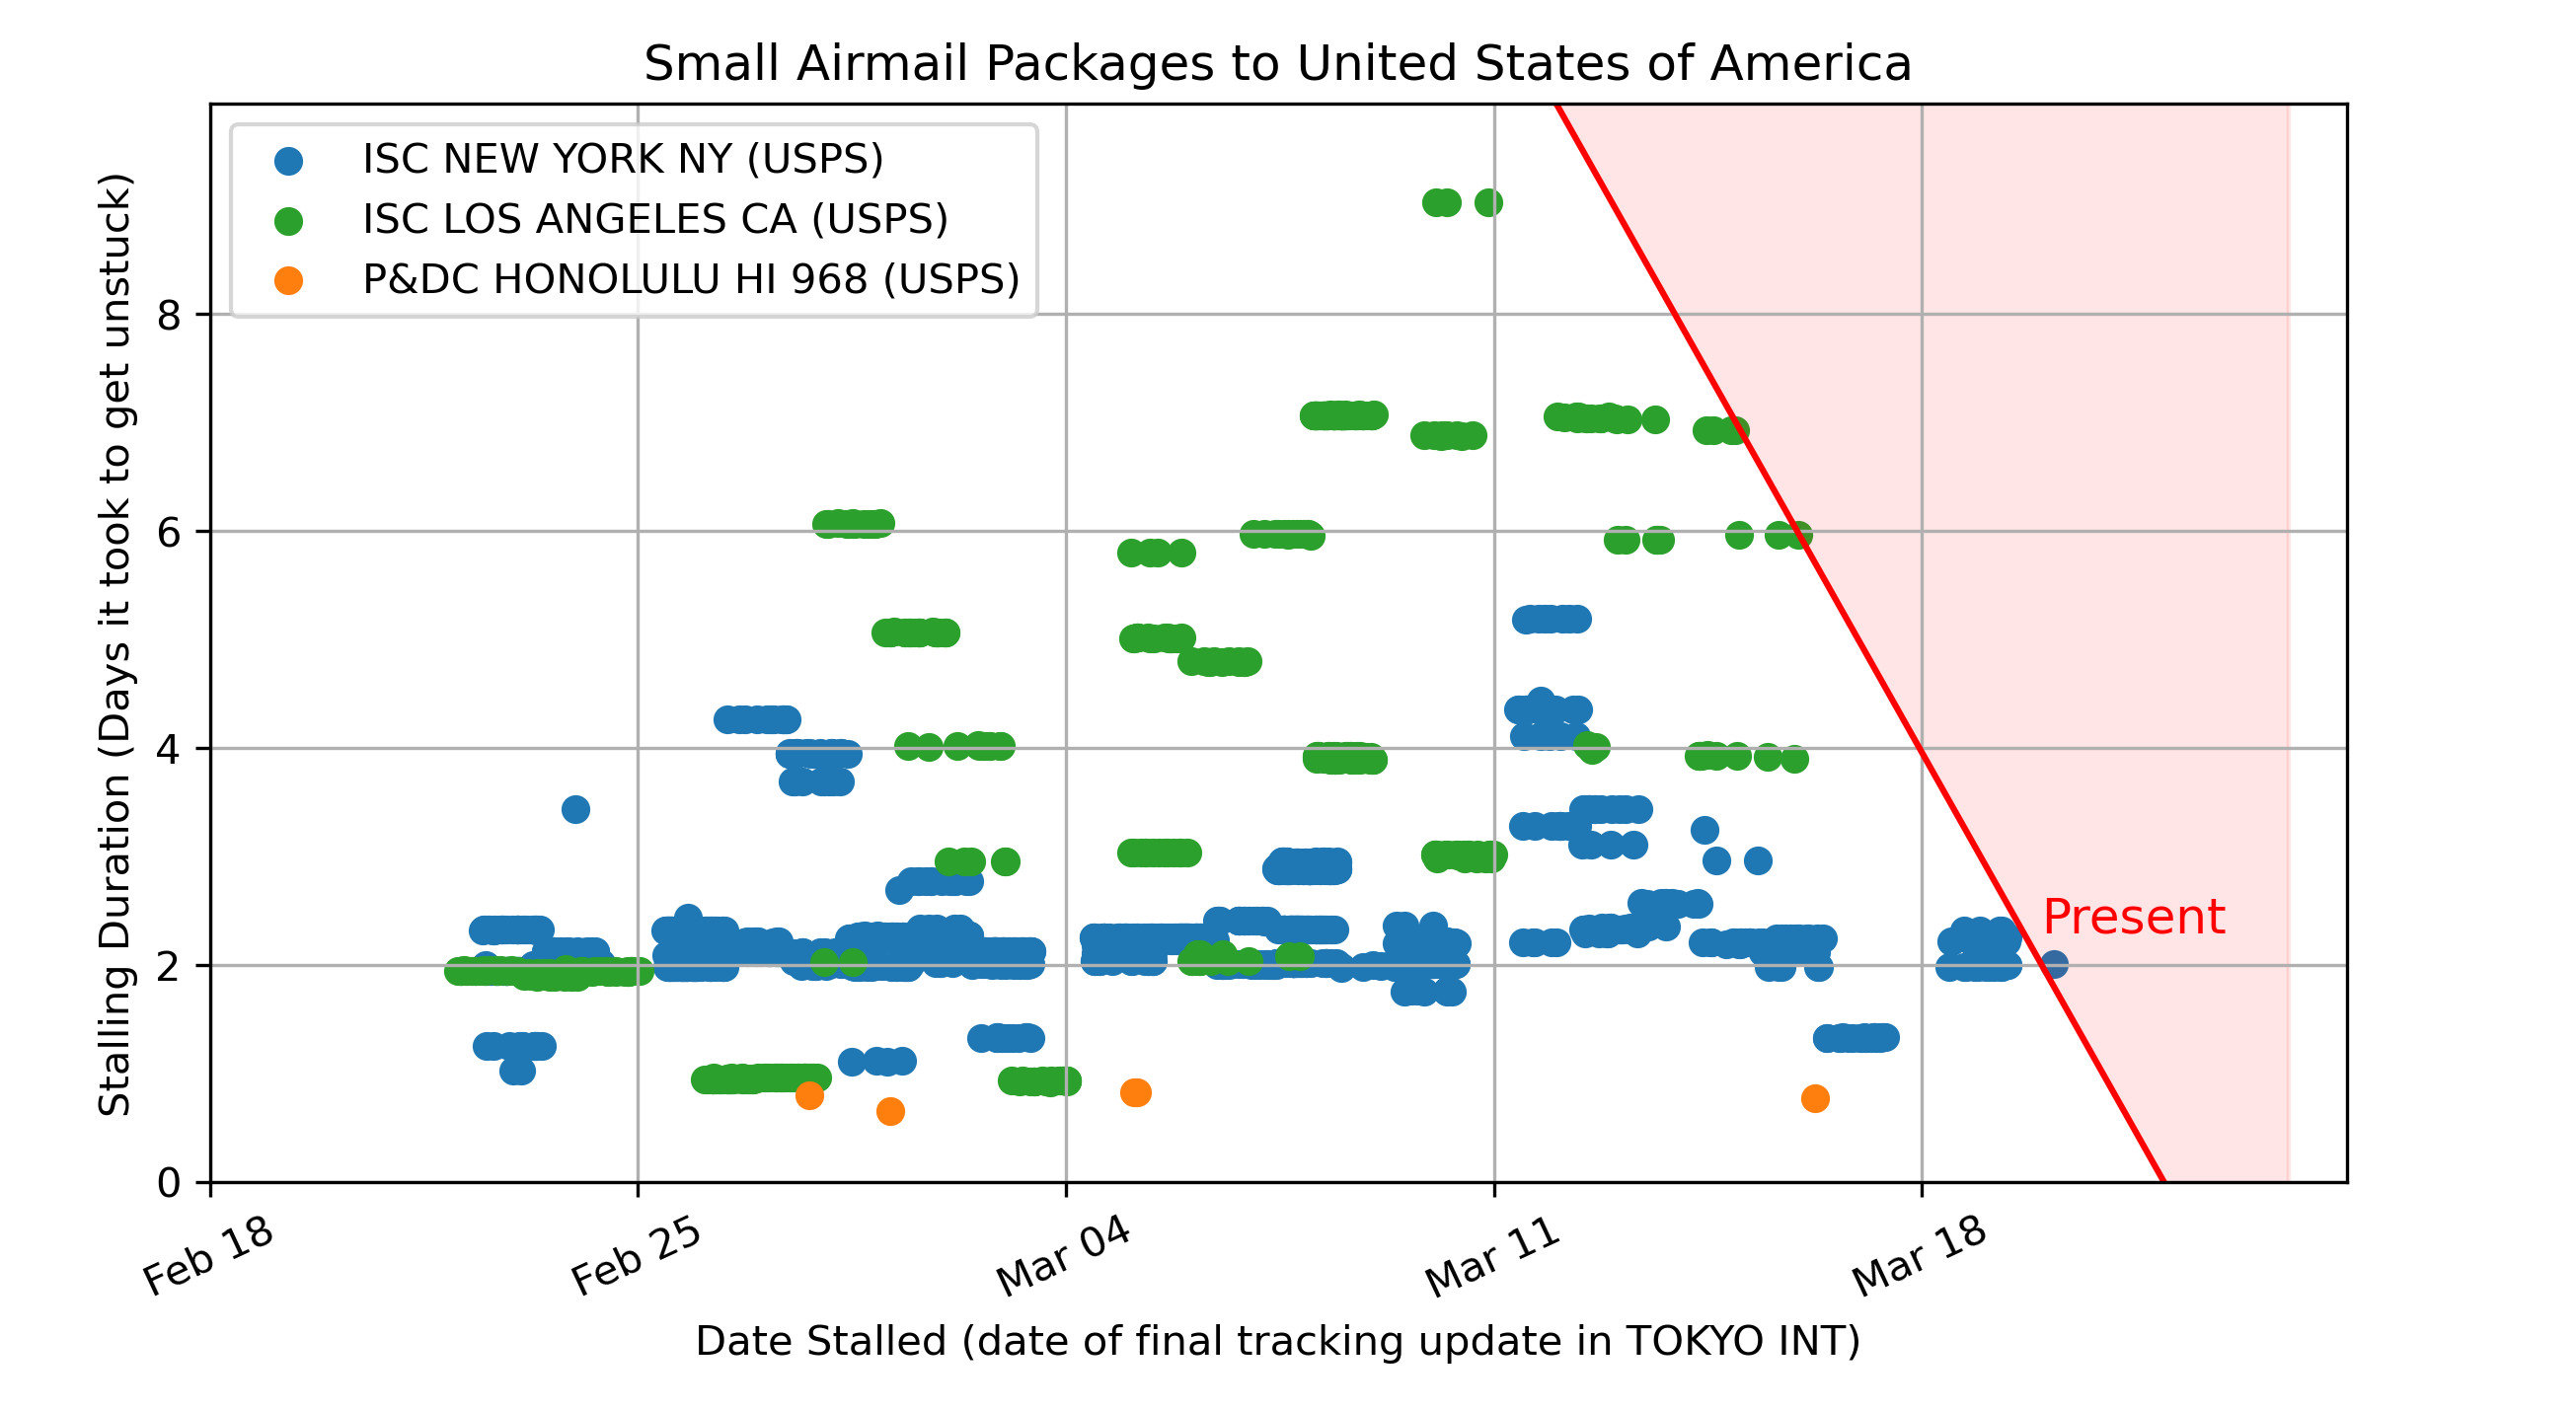 Small Airmail Packages to United States of America
ISC NEW YORK NY (USPS)
ISC LOS ANGELES CA (USPS)
P&DC HONOLULU HI 968 (USPS)
Stalling Duration (Days it took to get unstuck)
8
6
4
2
0
Present
Feb 18
Feb 25
Mar 04
Mar 11
Mar 18
Date Stalled (date of final tracking update in TOKYO INT)